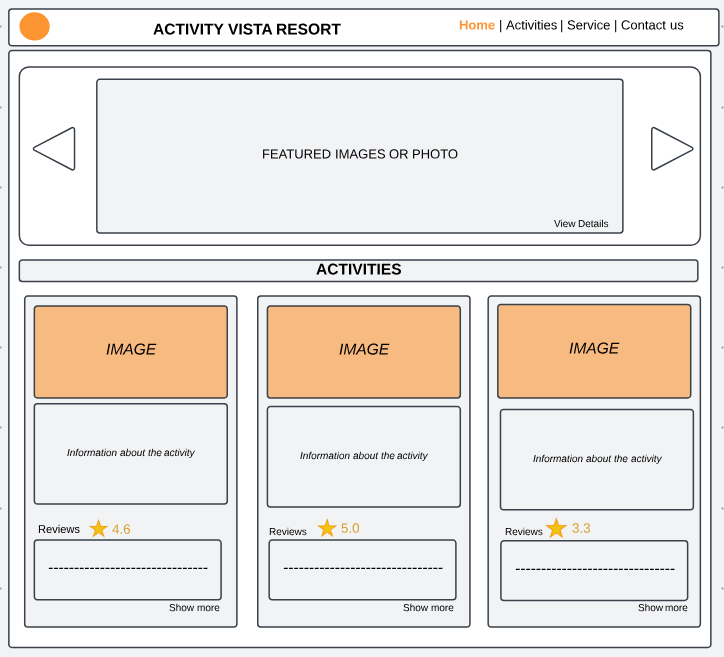 ACTIVITY VISTA RESORT
Home | Activities | Service | Contact us
FEATURED IMAGES OR PHOTO
View Details
ACTIVITIES
IMAGE
Information about the activity
Reviews 4.6
--------------------------------
Show more
IMAGE
Information about the activity
Reviews 5.0
--------------------------------
Show more
IMAGE
Information about the activity
Reviews 3.3
--------------------------------
Show more